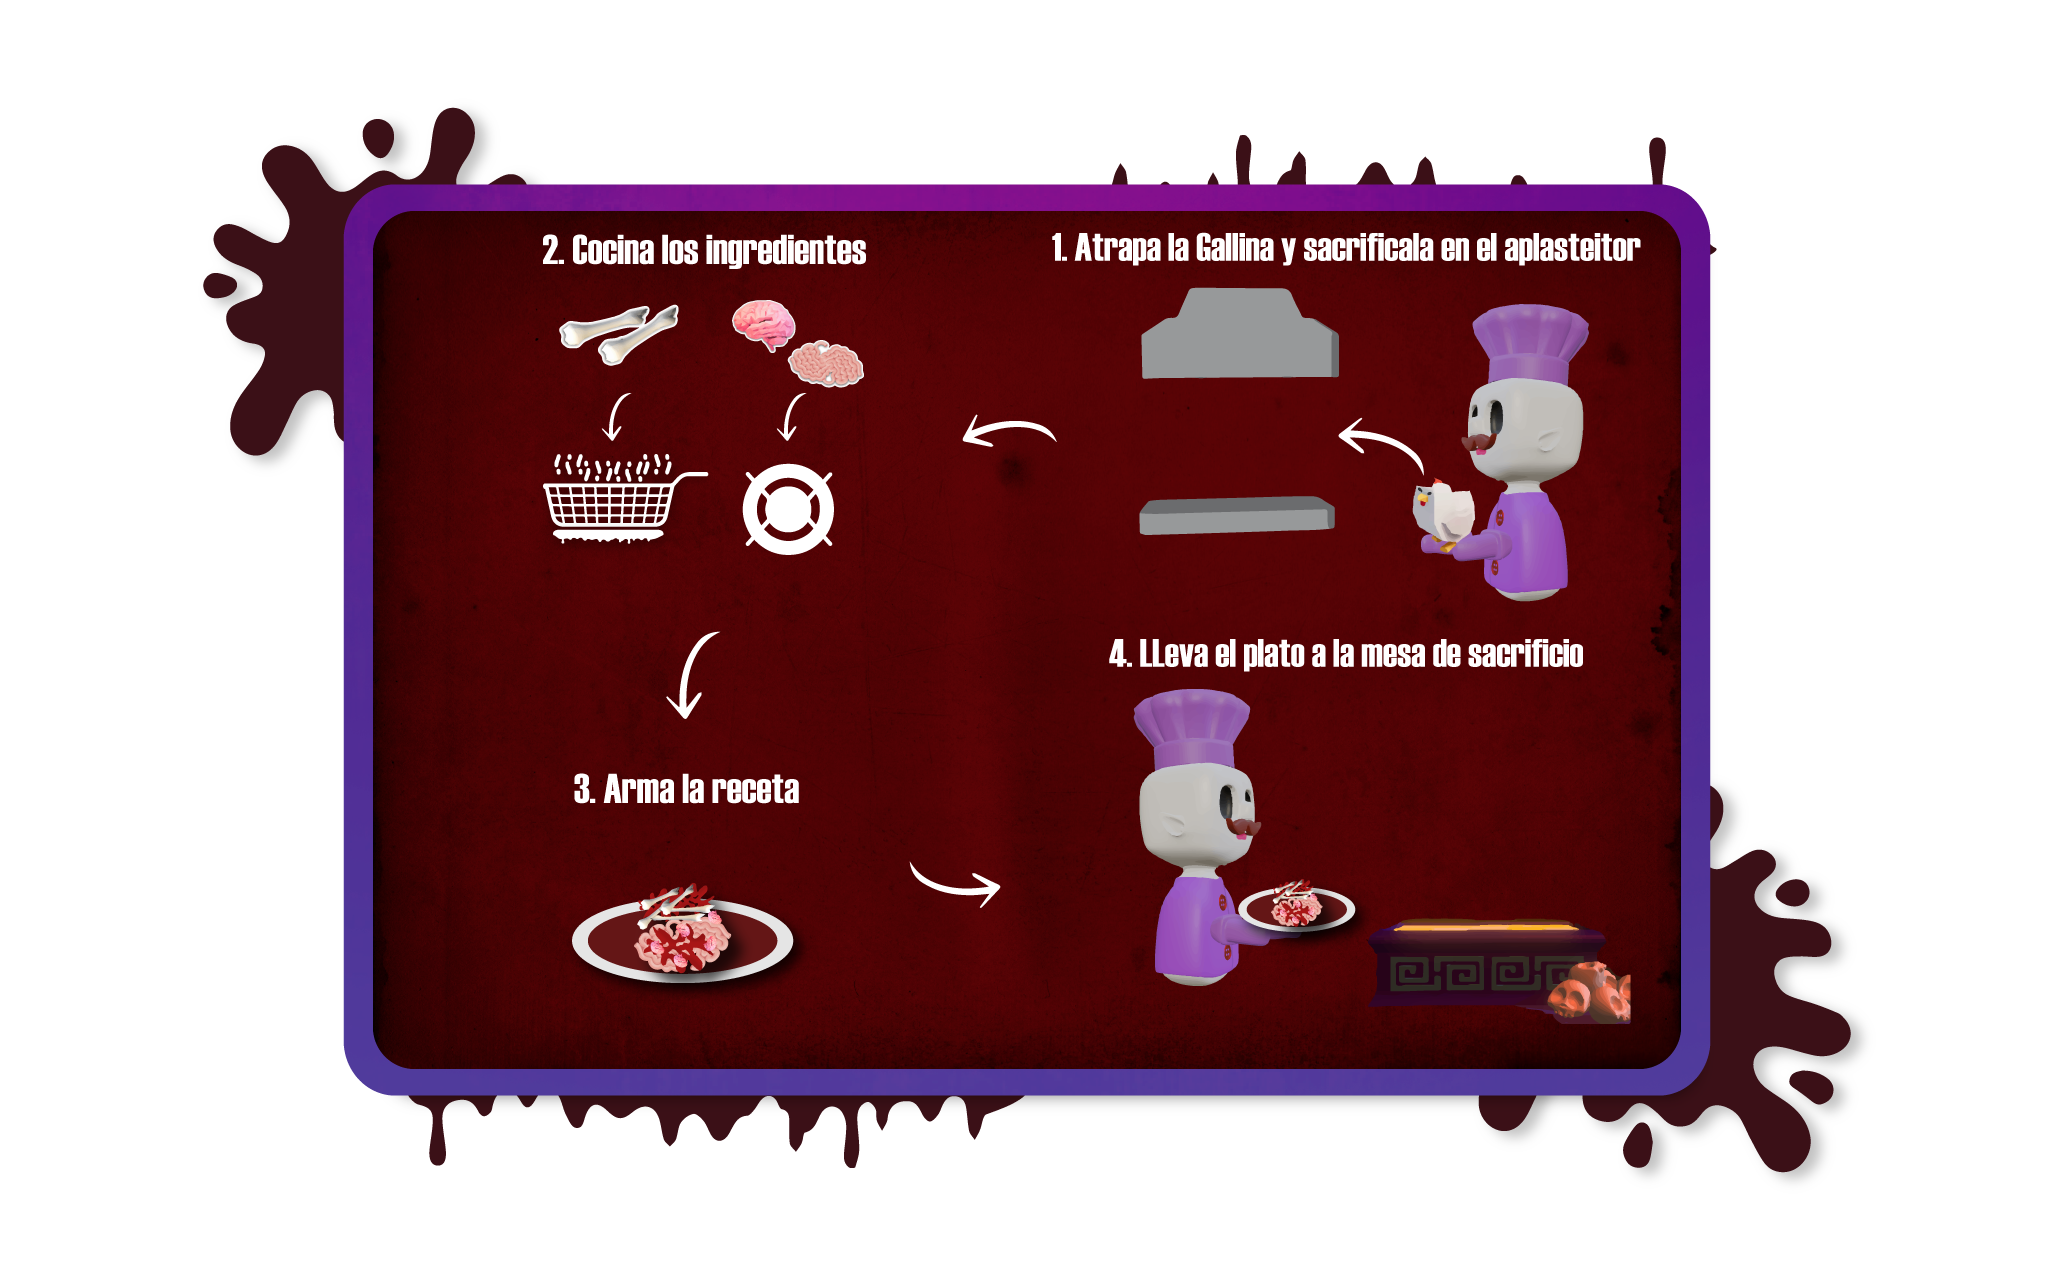 2. Cocina los ingredientes
1. Atrapa la Gallina y sacrificala en el aplasteitor
4. LLeva el plato a la mesa de sacrificio
3. Arma la receta